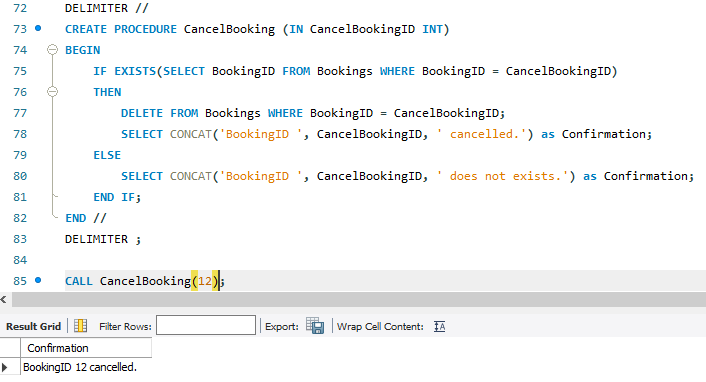 72 DELIMITER //
73 CREATE PROCEDURE CancelBooking (IN CancelBookingID INT)
74 BEGIN
75 IF EXISTS(SELECT BookingID FROM Bookings WHERE BookingID = CancelBookingID)
76 THEN
77 DELETE FROM Bookings WHERE BookingID = CancelBookingID;
78 SELECT CONCAT('BookingID ', CancelBookingID, ' cancelled.') as Confirmation;
79 ELSE
80 SELECT CONCAT('BookingID ', CancelBookingID, ' does not exists.') as Confirmation;
81 END IF;
82 END //
83 DELIMITER ;
84
85 CALL CancelBooking(12);
Result Grid Filter Rows: Export: Wrap Cell Content: IA
Confirmation
BookingID 12 cancelled.